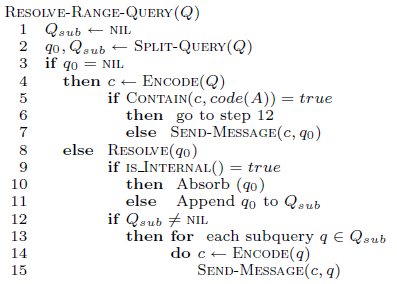 RESOLVE-RANGE-QUERY(Q)
1 Q_sub ← NIL
2 q_0, Q_sub ← SPLIT-QUERY(Q)
3 if q_0 = NIL
4 then c ← ENCODE(Q)
5 if CONTAIN(c, code(A)) = true
6 then go to step 12
7 else SEND-MESSAGE(c, q_0)
8 else RESOLVE(q_0)
9 if IS_INTERNAL() = true
10 then Absorb (q_0)
11 else Append q_0 to Q_sub
12 if Q_sub ≠ NIL
13 then for each subquery q ∈ Q_sub
14 do c ← ENCODE(q)
15 SEND-MESSAGE(c, q)